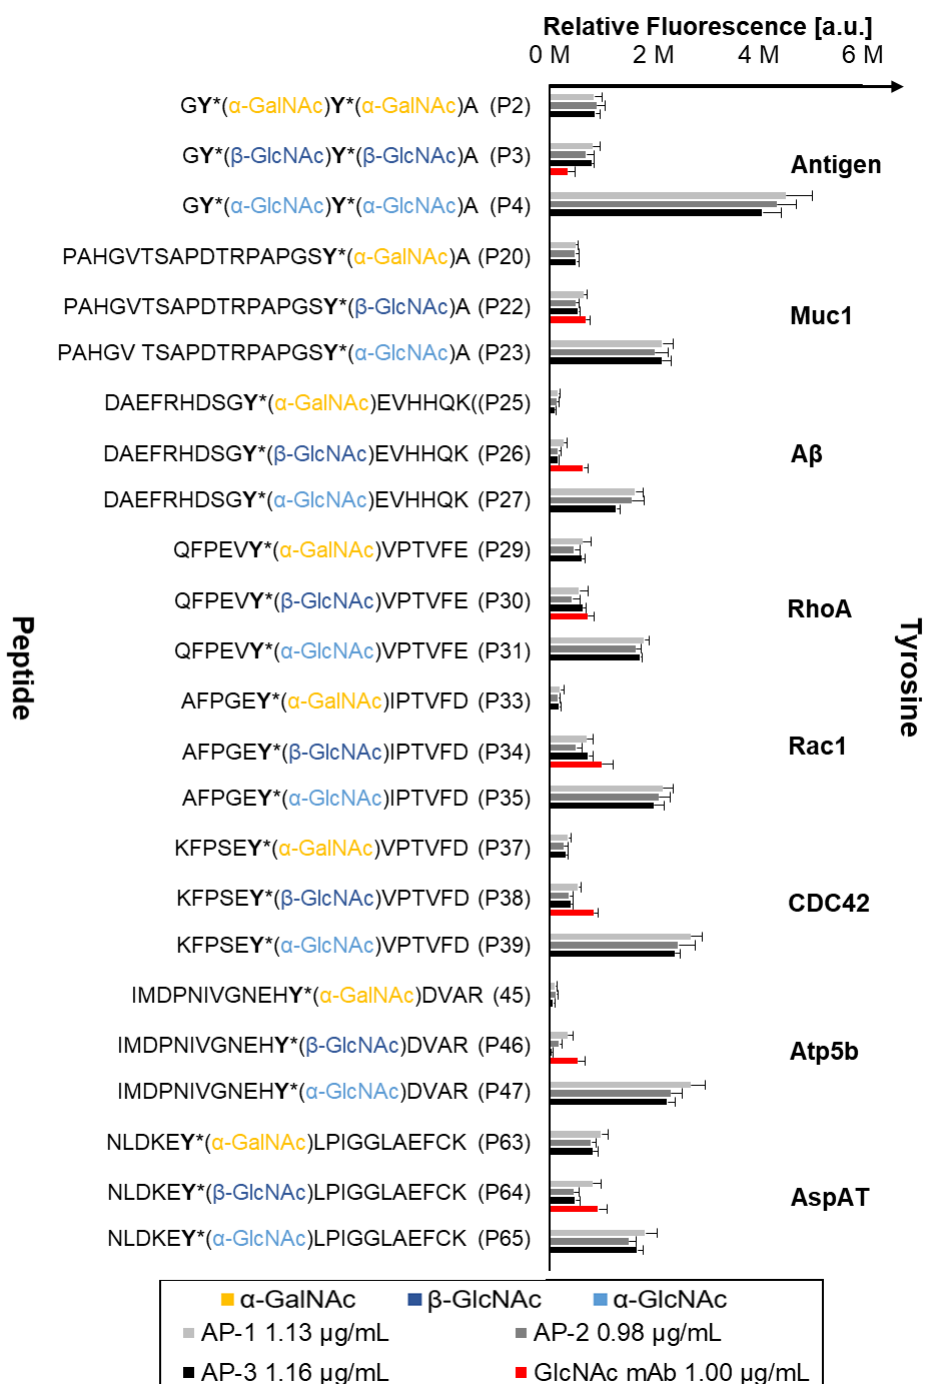 Relative Fluorescence [a.u.]
0 M 2 M 4 M 6 M
GY*(α-GalNAc)Y*(α-GalNAc)A (P2)
GY*(β-GlcNAc)Y*(β-GlcNAc)A (P3)
Antigen
GY*(α-GlcNAc)Y*(α-GlcNAc)A (P4)
PAHGVTSAPDTRPAPGSY*(α-GalNAc)A (P20)
PAHGVTSAPDTRPAPGSY*(β-GlcNAc)A (P22)
Muc1
PAHGV TSAPDTRPAPGSY*(α-GlcNAc)A (P23)
DAEFRHDSGY*(α-GalNAc)EVHHQK((P25)
DAEFRHDSGY*(β-GlcNAc)EVHHQK (P26)
Aβ
DAEFRHDSGY*(α-GlcNAc)EVHHQK (P27)
QFPEVY*(α-GalNAc)VPTVFE (P29)
QFPEVY*(β-GlcNAc)VPTVFE (P30)
RhoA
QFPEVY*(α-GlcNAc)VPTVFE (P31)
Peptide
Tyrosine
AFPGEY*(α-GalNAc)IPTVFD (P33)
AFPGEY*(β-GlcNAc)IPTVFD (P34)
Rac1
AFPGEY*(α-GlcNAc)IPTVFD (P35)
KFPSEY*(α-GalNAc)VPTVFD (P37)
KFPSEY*(β-GlcNAc)VPTVFD (P38)
CDC42
KFPSEY*(α-GlcNAc)VPTVFD (P39)
IMDPNIVGNEHY*(α-GalNAc)DVAR (45)
IMDPNIVGNEHY*(β-GlcNAc)DVAR (P46)
Atp5b
IMDPNIVGNEHY*(α-GlcNAc)DVAR (P47)
NLDKEY*(α-GalNAc)LPIGGLAEFCK (P63)
NLDKEY*(β-GlcNAc)LPIGGLAEFCK (P64)
AspAT
NLDKEY*(α-GlcNAc)LPIGGLAEFCK (P65)
α-GalNAc β-GlcNAc α-GlcNAc
AP-1 1.13 µg/mL AP-2 0.98 µg/mL
AP-3 1.16 µg/mL GlcNAc mAb 1.00 µg/mL